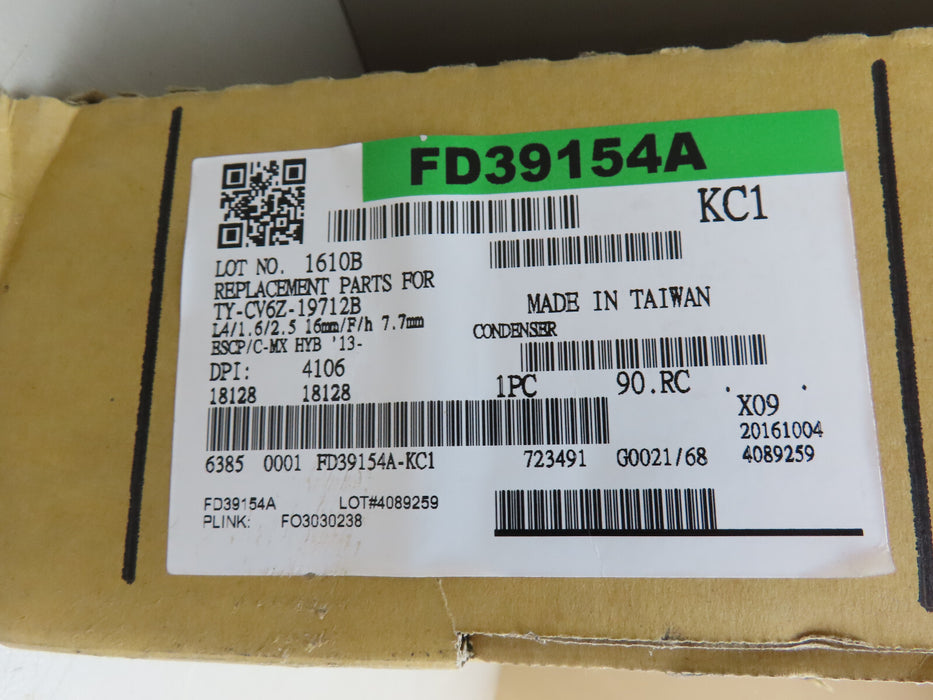 FD39154A
KC1
LOT NO. 1610B
REPLACEMENT PARTS FOR
TY-CV6Z-19712B
L4/1.6/2.5 16mm/F/h 7.7mm
ESCP/C-MX HYB '13-
MADE IN TAIWAN
CONDENSER
DPI: 4106
18128 18128
1PC 90.RC . .
X09
20161004
6385 0001 FD39154A-KC1 723491 G0021/68 4089259
FD39154A LOT#4089259
PLINK: FO3030238